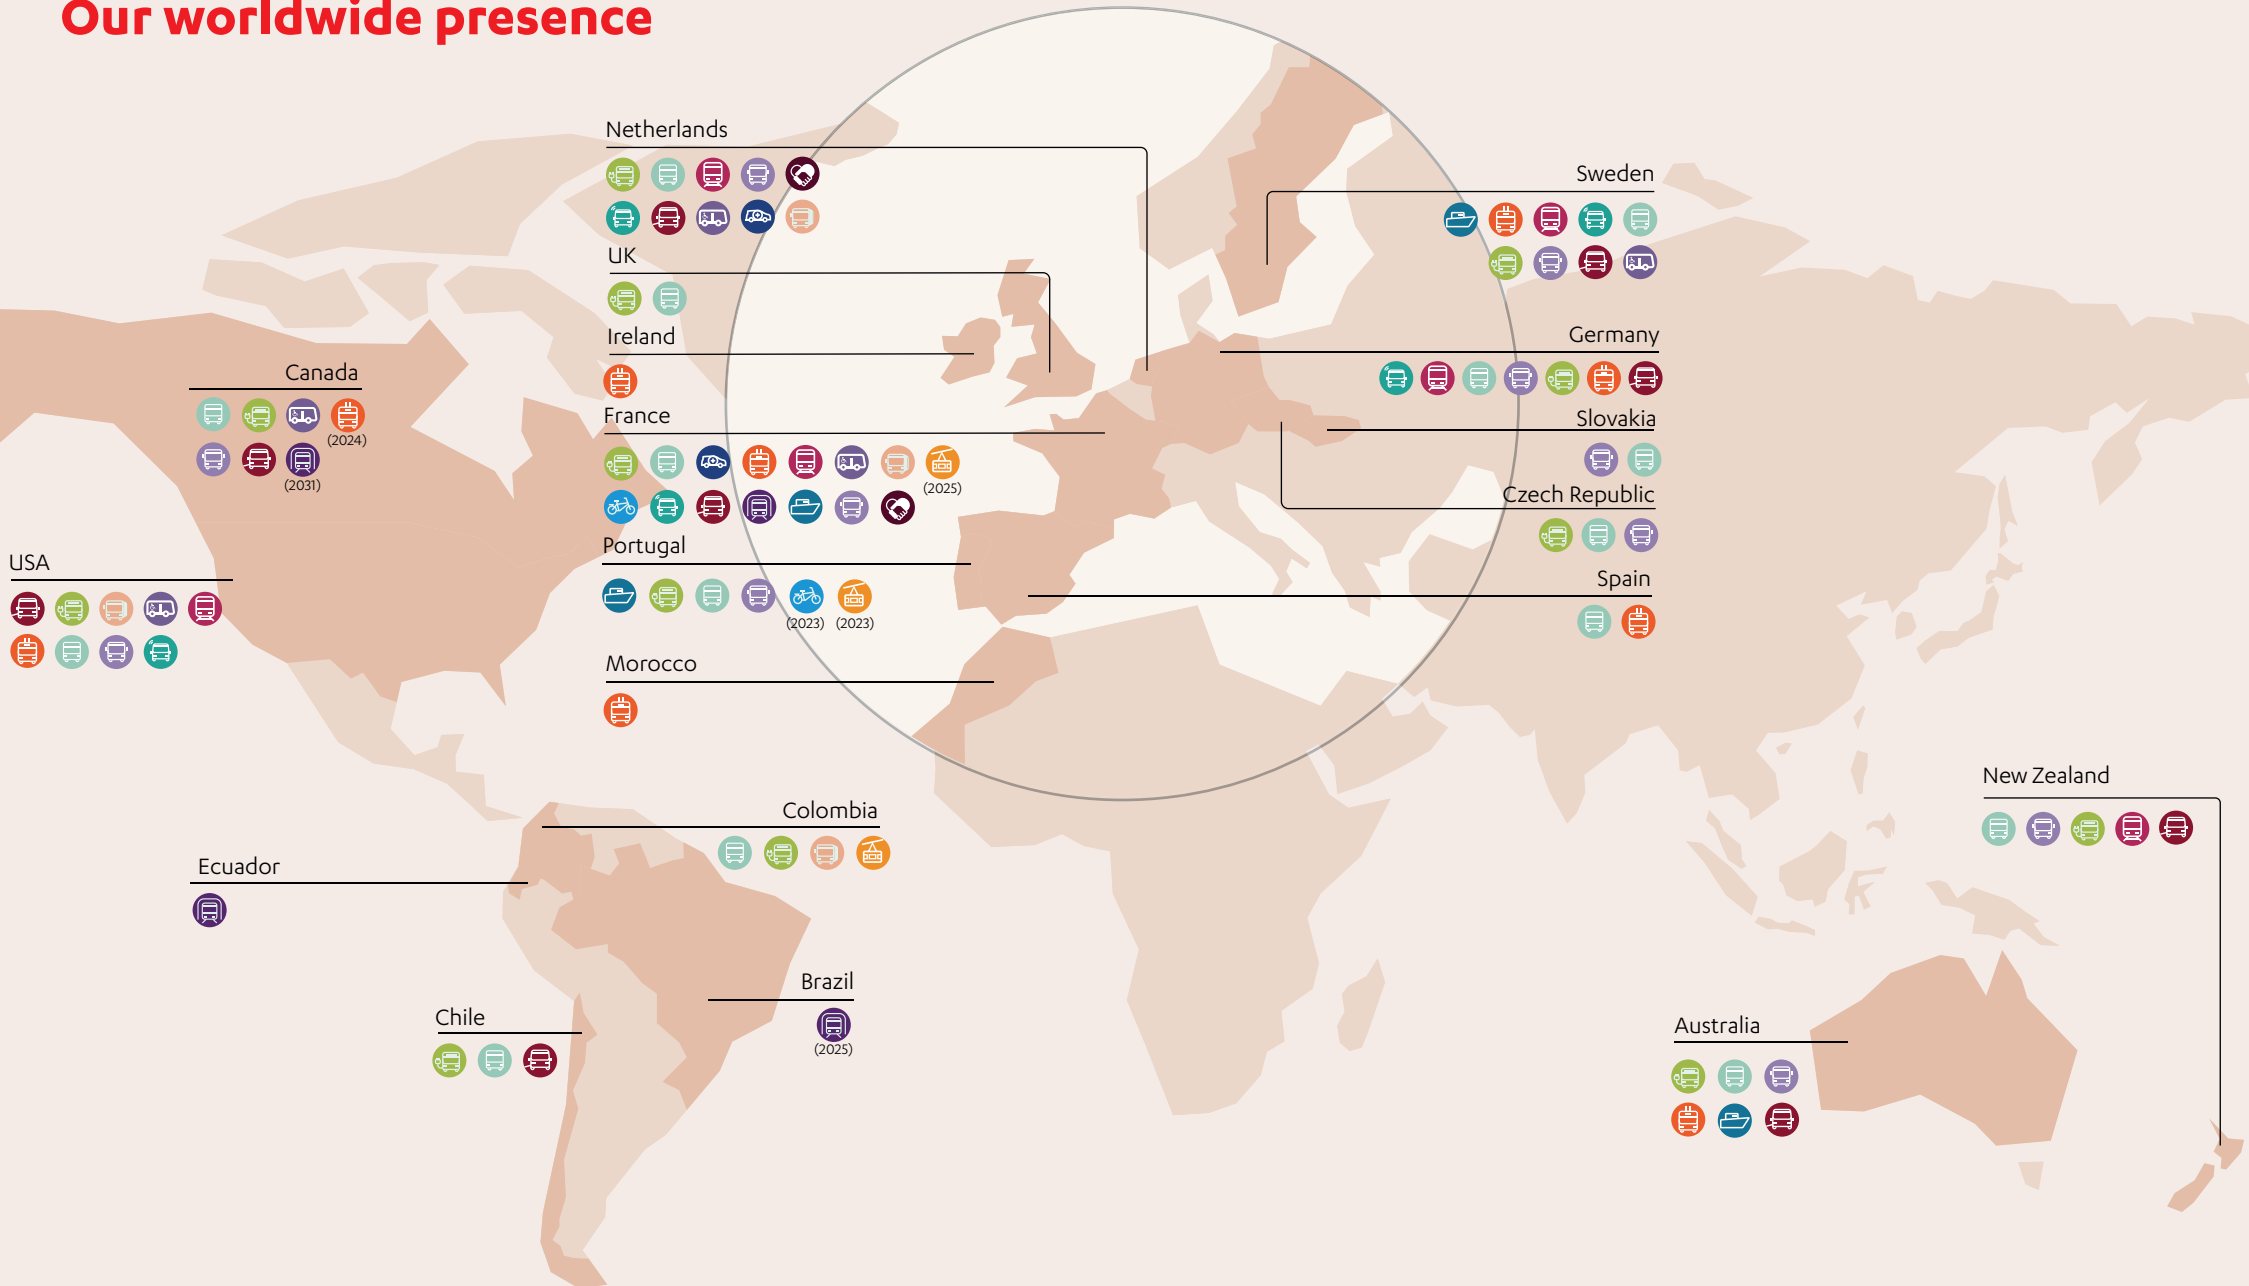 Our worldwide presence
Netherlands
UK
Ireland
France
(2025)
Portugal
(2023) (2023)
Morocco
Sweden
Germany
Slovakia
Czech Republic
Spain
Canada
(2024)
(2031)
USA
Colombia
Ecuador
Brazil
(2025)
Chile
New Zealand
Australia